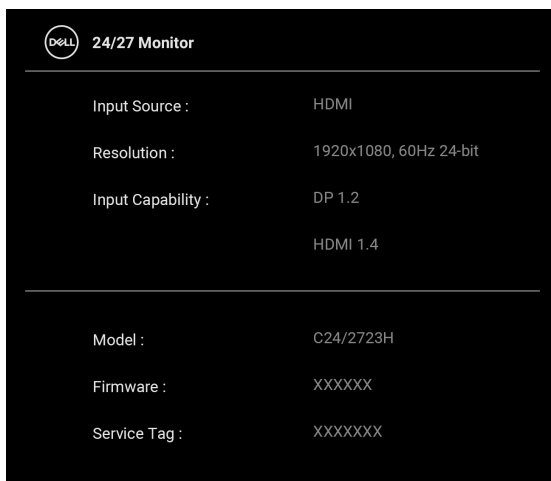 DELL 24/27 Monitor
Input Source : HDMI
Resolution : 1920x1080, 60Hz 24-bit
Input Capability : DP 1.2
HDMI 1.4
Model : C24/2723H
Firmware : XXXXXX
Service Tag : XXXXXXX